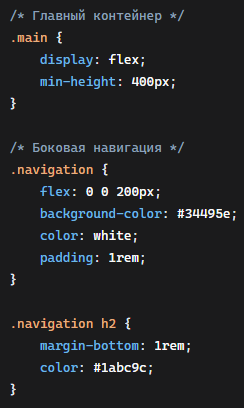 /* Главный контейнер */
.main {
    display: flex;
    min-height: 400px;
}

/* Боковая навигация */
.navigation {
    flex: 0 0 200px;
    background-color: #34495e;
    color: white;
    padding: 1rem;
}

.navigation h2 {
    margin-bottom: 1rem;
    color: #1abc9c;
}